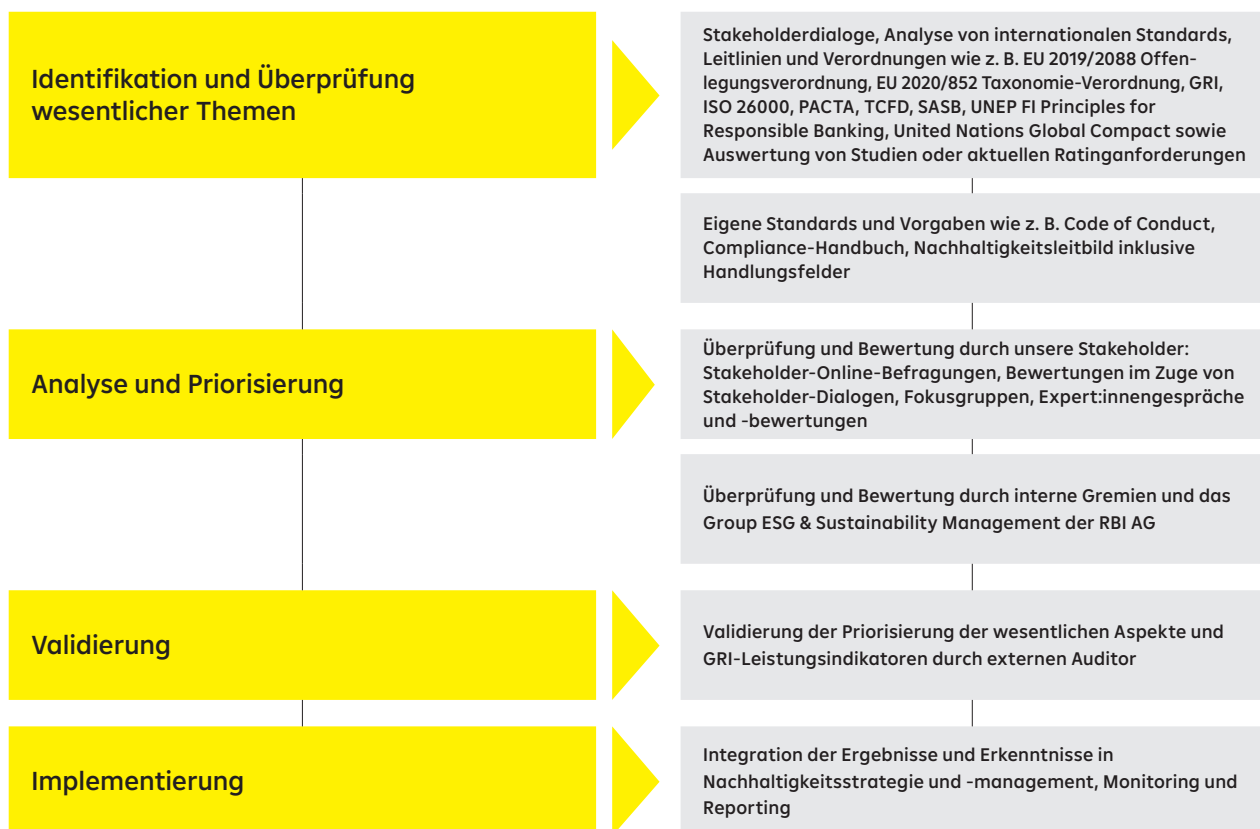 Identifikation und Überprüfung
wesentlicher Themen
Stakeholderdialoge, Analyse von internationalen Standards,
Leitlinien und Verordnungen wie z. B. EU 2019/2088 Offen-
legungsverordnung, EU 2020/852 Taxonomie-Verordnung, GRI,
ISO 26000, PACTA, TCFD, SASB, UNEP FI Principles for
Responsible Banking, United Nations Global Compact sowie
Auswertung von Studien oder aktuellen Ratinganforderungen
Eigene Standards und Vorgaben wie z. B. Code of Conduct,
Compliance-Handbuch, Nachhaltigkeitsleitbild inklusive
Handlungsfelder
Analyse und Priorisierung
Überprüfung und Bewertung durch unsere Stakeholder:
Stakeholder-Online-Befragungen, Bewertungen im Zuge von
Stakeholder-Dialogen, Fokusgruppen, Expert:innengespräche
und -bewertungen
Überprüfung und Bewertung durch interne Gremien und das
Group ESG & Sustainability Management der RBI AG
Validierung
Validierung der Priorisierung der wesentlichen Aspekte und
GRI-Leistungsindikatoren durch externen Auditor
Implementierung
Integration der Ergebnisse und Erkenntnisse in
Nachhaltigkeitsstrategie und -management, Monitoring und
Reporting